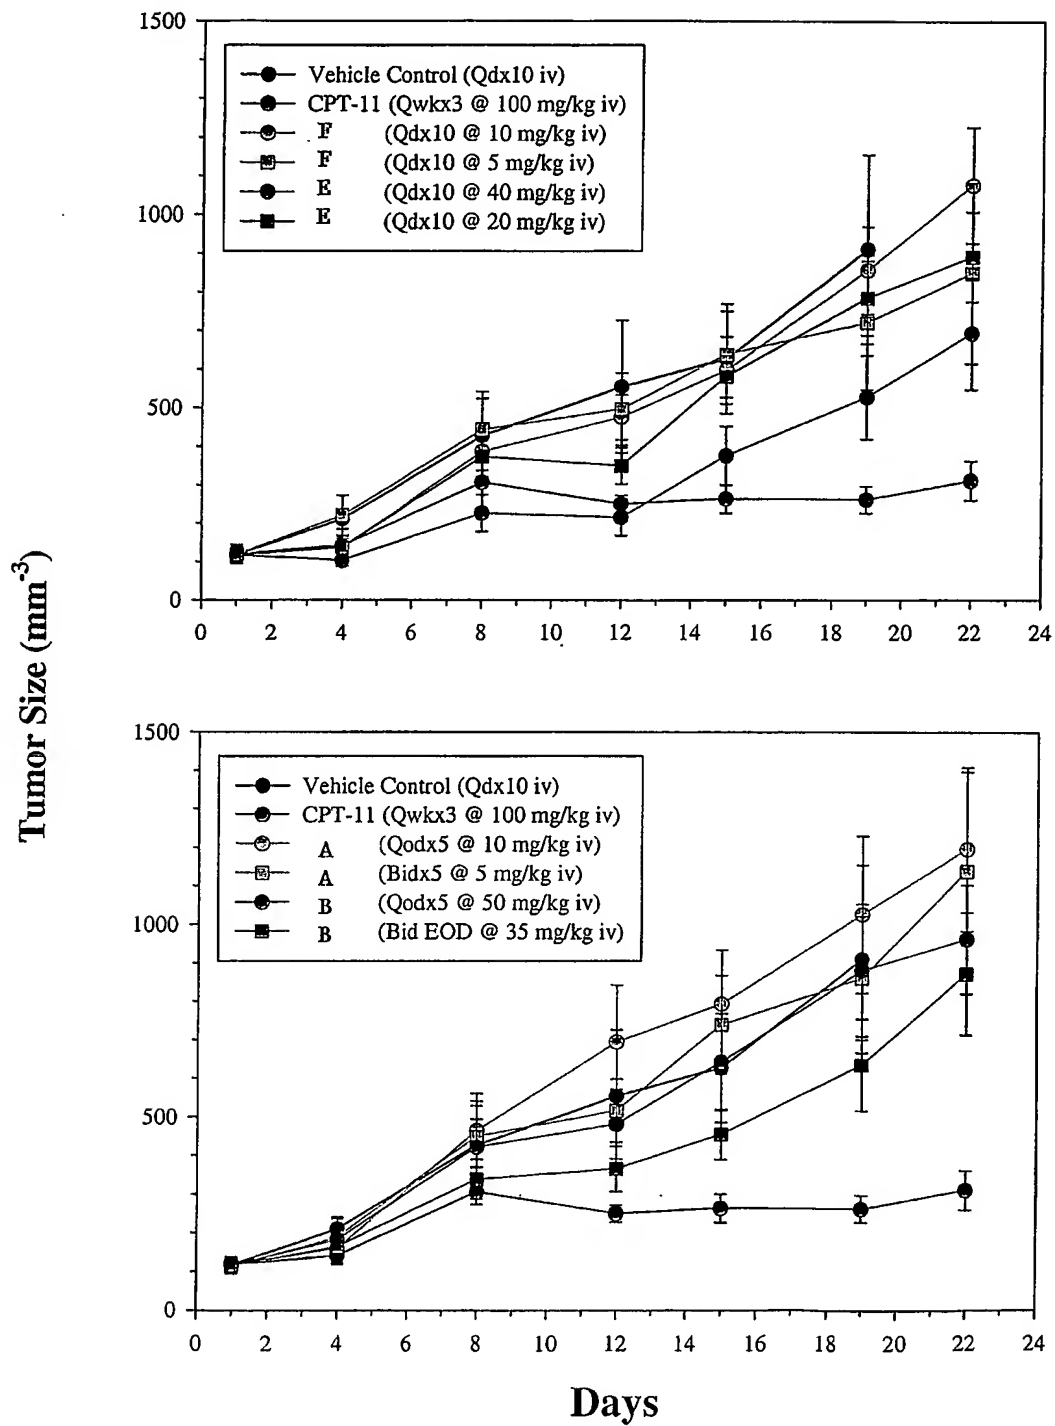 1500
1000
500
0
Vehicle Control (Qdx10 iv)
CPT-11 (Qwkx3 @ 100 mg/kg iv)
F (Qdx10 @ 10 mg/kg iv)
F (Qdx10 @ 5 mg/kg iv)
E (Qdx10 @ 40 mg/kg iv)
E (Qdx10 @ 20 mg/kg iv)
0 2 4 6 8 10 12 14 16 18 20 22 24
Tumor Size (mm-3)
1500
1000
500
0
Vehicle Control (Qdx10 iv)
CPT-11 (Qwkx3 @ 100 mg/kg iv)
A (Qodx5 @ 10 mg/kg iv)
A (Bidx5 @ 5 mg/kg iv)
B (Qodx5 @ 50 mg/kg iv)
B (Bid EOD @ 35 mg/kg iv)
0 2 4 6 8 10 12 14 16 18 20 22 24
Days